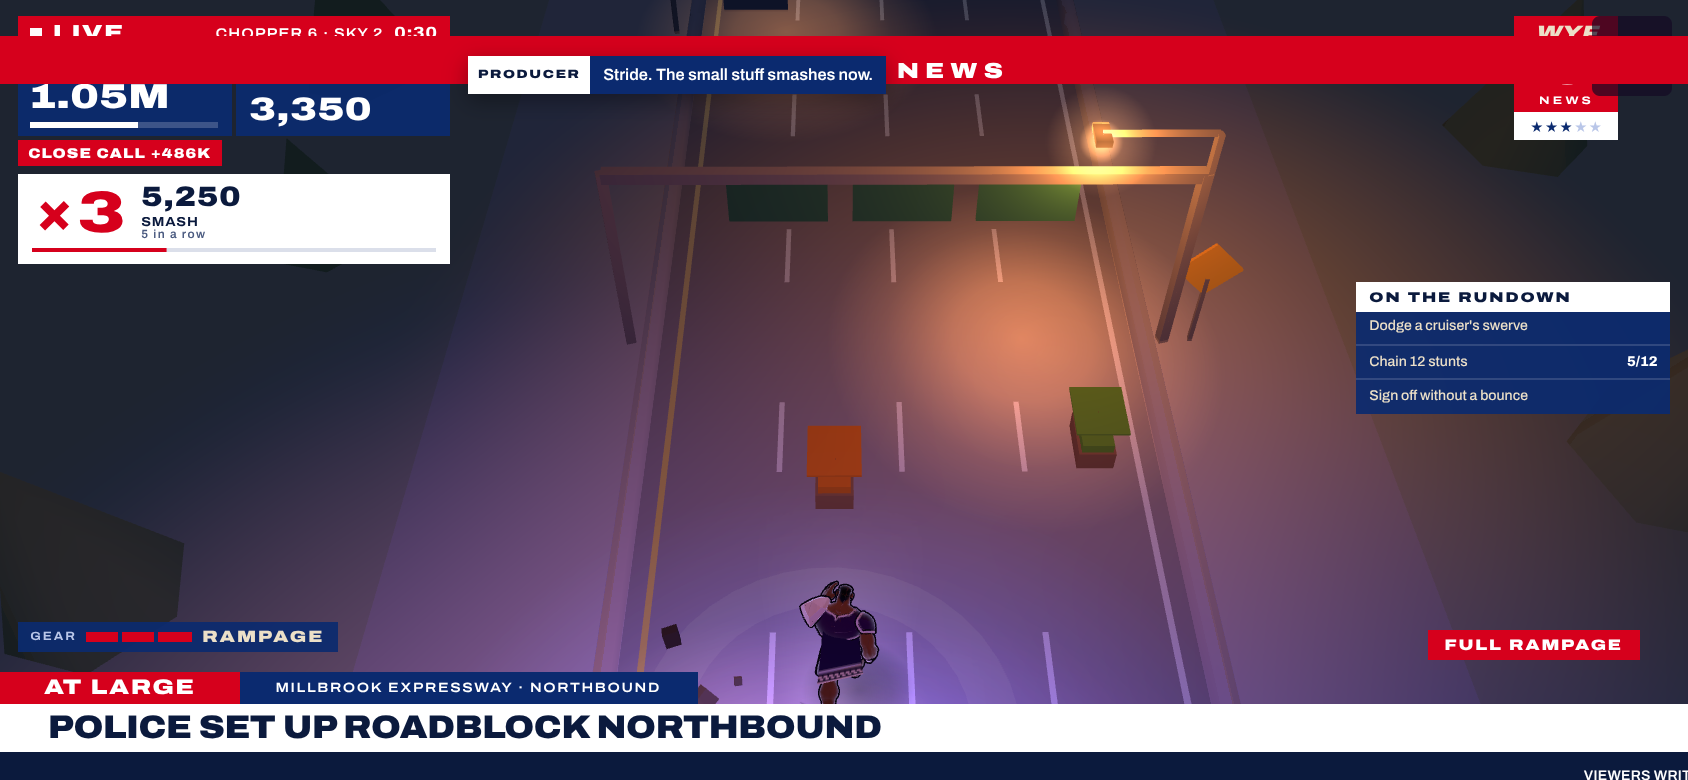 LIVE
CHOPPER 6 · SKY 2 0:30
NEWS
PRODUCER
Stride. The small stuff smashes now.
1.05M
3,350
NEWS
★★★★★
CLOSE CALL +486K
×3
5,250
SMASH
5 in a row
ON THE RUNDOWN
Dodge a cruiser's swerve
Chain 12 stunts 5/12
Sign off without a bounce
GEAR RAMPAGE
FULL RAMPAGE
AT LARGE
MILLBROOK EXPRESSWAY · NORTHBOUND
POLICE SET UP ROADBLOCK NORTHBOUND
VIEWERS